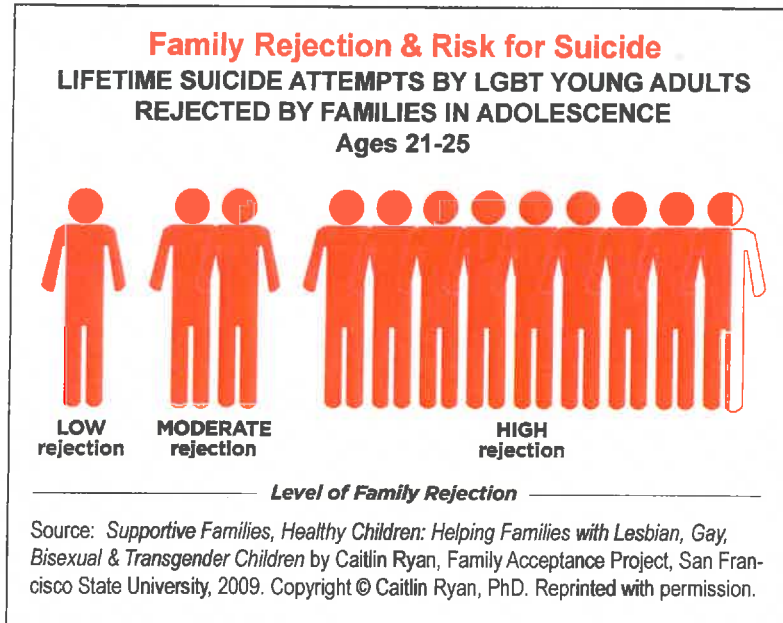 Family Rejection & Risk for Suicide
LIFETIME SUICIDE ATTEMPTS BY LGBT YOUNG ADULTS
REJECTED BY FAMILIES IN ADOLESCENCE
Ages 21-25
LOW
rejection
MODERATE
rejection
HIGH
rejection
Level of Family Rejection
Source: Supportive Families, Healthy Children: Helping Families with Lesbian, Gay,
Bisexual & Transgender Children by Caitlin Ryan, Family Acceptance Project, San Fran-
cisco State University, 2009. Copyright © Caitlin Ryan, PhD. Reprinted with permission.